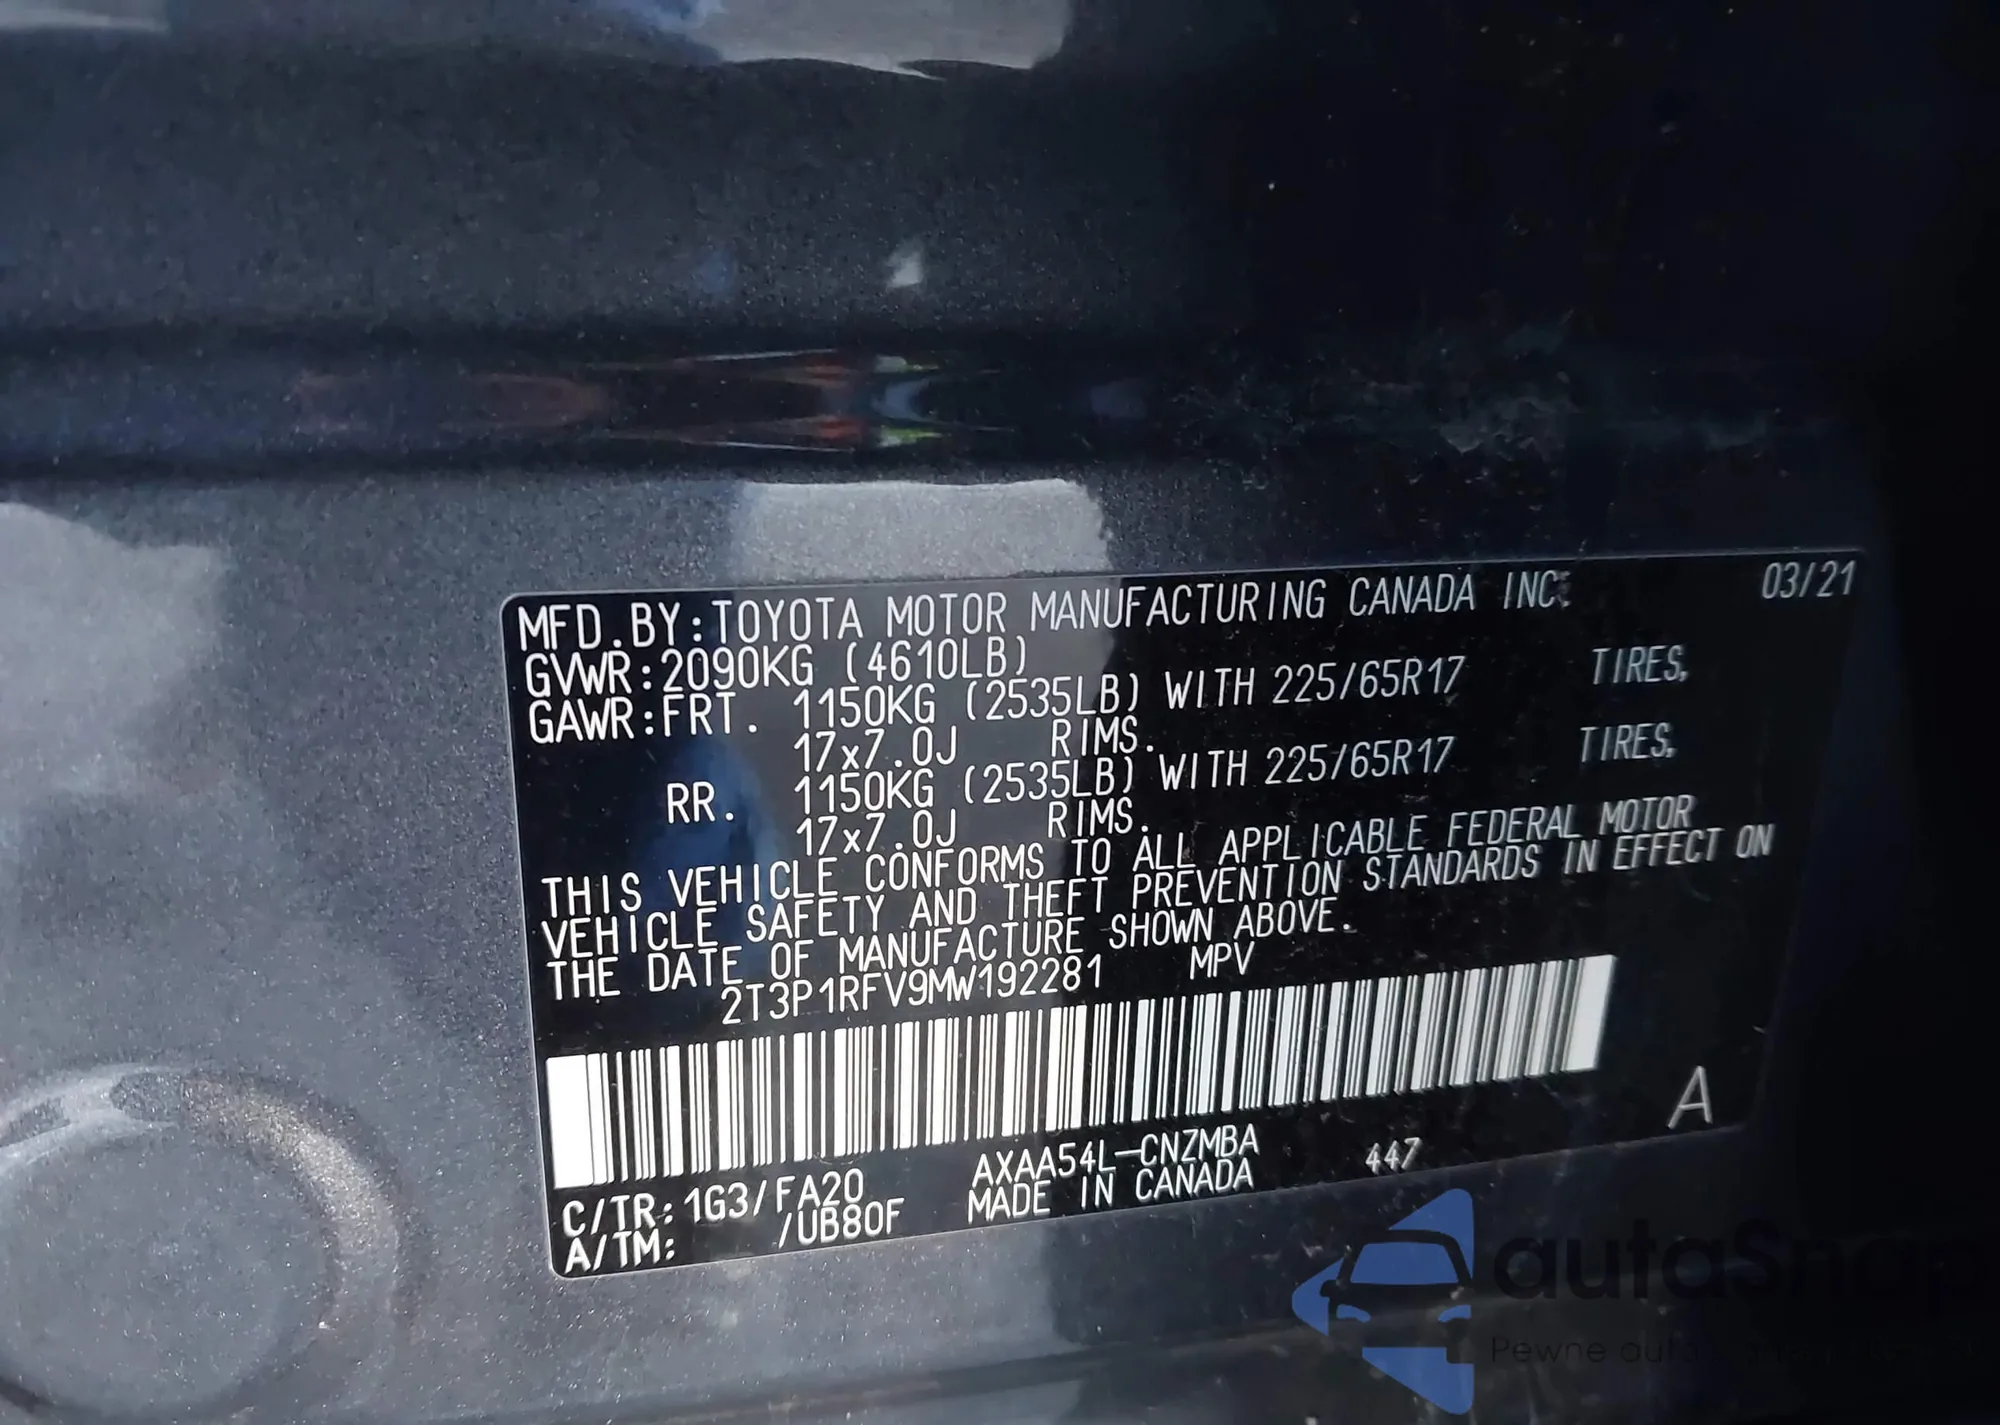 MFD.BY:TOYOTA MOTOR MANUFACTURING CANADA INC. 03/21
GVWR:2090KG (4610LB)
GAWR:FRT. 1150KG (2535LB) WITH 225/65R17 TIRES,
17x7.0J RIMS.
RR. 1150KG (2535LB) WITH 225/65R17 TIRES,
17x7.0J RIMS.
THIS VEHICLE CONFORMS TO ALL APPLICABLE FEDERAL MOTOR
VEHICLE SAFETY AND THEFT PREVENTION STANDARDS IN EFFECT ON
THE DATE OF MANUFACTURE SHOWN ABOVE.
2T3P1RFV9MW192281 MPV
A
C/TR:1G3/FA20 AXAA54L-CNZMBA 447
A/TM: /UB80F MADE IN CANADA
autaSnap
Pewne auta